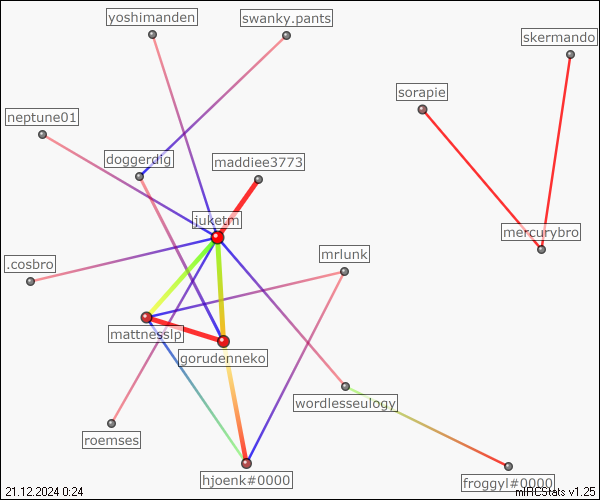 yoshimanden
swanky.pants
skermando
sorapie
neptune01
doggerdig
maddiee3773
juketm
mercurybro
mrlunk
.cosbro
mattnesslp
gorudenneko
wordlesseulogy
roemses
hjoenk#0000
froggyl#0000
21.12.2024 0:24
mIRCStats v1.25